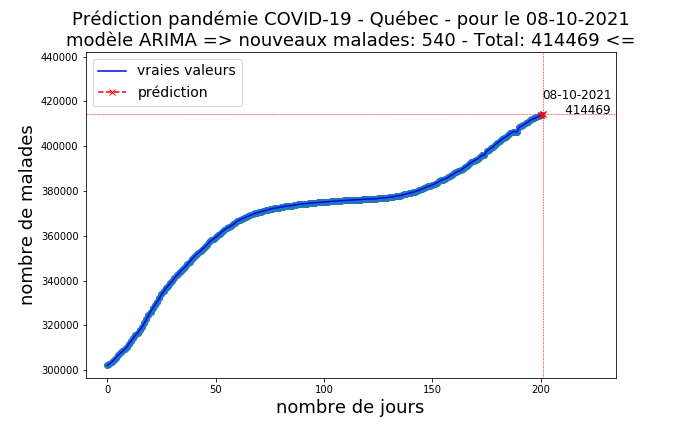 Prédiction pandémie COVID-19 - Québec - pour le 08-10-2021
modèle ARIMA => nouveaux malades: 540 - Total: 414469 <=
440000
420000
400000
380000
360000
340000
320000
300000
nombre de malades
vraies valeurs
prédiction
08-10-2021
414469
0
50
100
150
200
nombre de jours